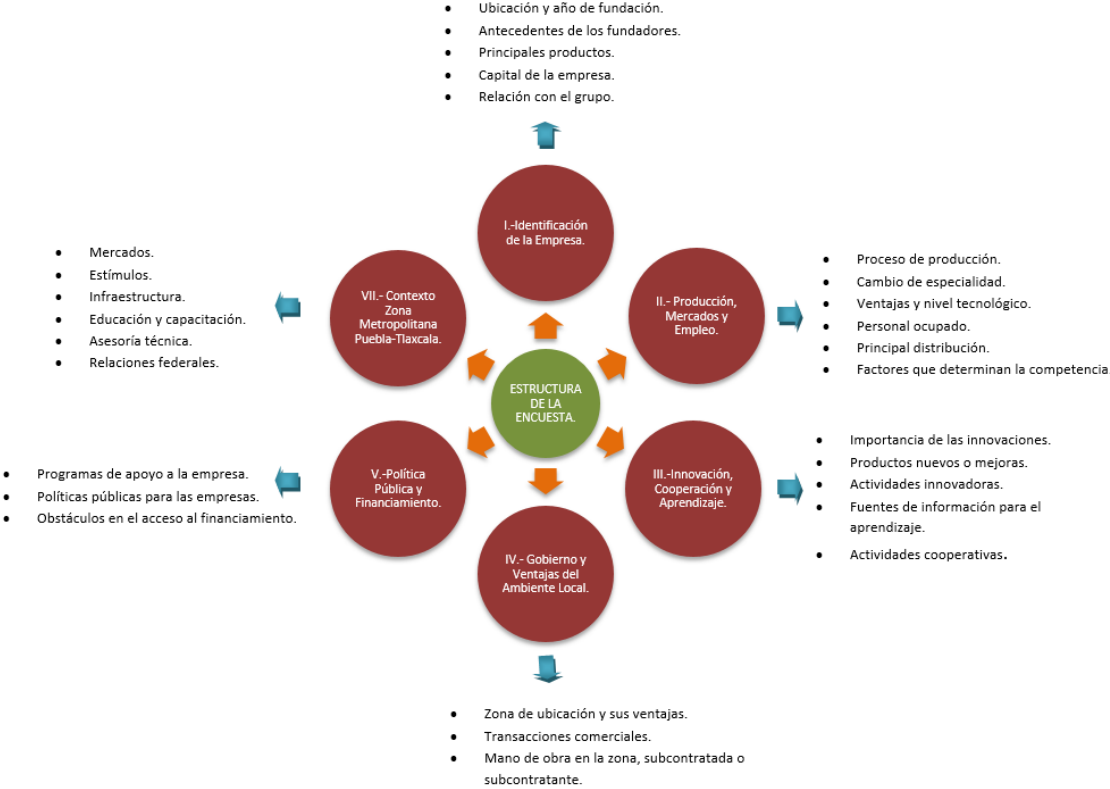 • Ubicación y año de fundación.
• Antecedentes de los fundadores.
• Principales productos.
• Capital de la empresa.
• Relación con el grupo.
I.-Identificación
de la Empresa.
II.- Producción,
Mercados y
Empleo.
• Proceso de producción.
• Cambio de especialidad.
• Ventajas y nivel tecnológico.
• Personal ocupado.
• Principal distribución.
• Factores que determinan la competencia
III.-Innovación,
Cooperación y
Aprendizaje.
• Importancia de las innovaciones.
• Productos nuevos o mejoras.
• Actividades innovadoras.
• Fuentes de información para el
aprendizaje.
• Actividades cooperativas.
IV.- Gobierno y
Ventajas del
Ambiente Local.
• Zona de ubicación y sus ventajas.
• Transacciones comerciales.
• Mano de obra en la zona, subcontratada o
subcontratante.
V.-Política
Pública y
Financiamiento.
• Programas de apoyo a la empresa.
• Políticas públicas para las empresas.
• Obstáculos en el acceso al financiamiento.
VII.- Contexto
Zona
Metropolitana
Puebla-Tlaxcala.
• Mercados.
• Estímulos.
• Infraestructura.
• Educación y capacitación.
• Asesoría técnica.
• Relaciones federales.
ESTRUCTURA
DE LA
ENCUESTA.